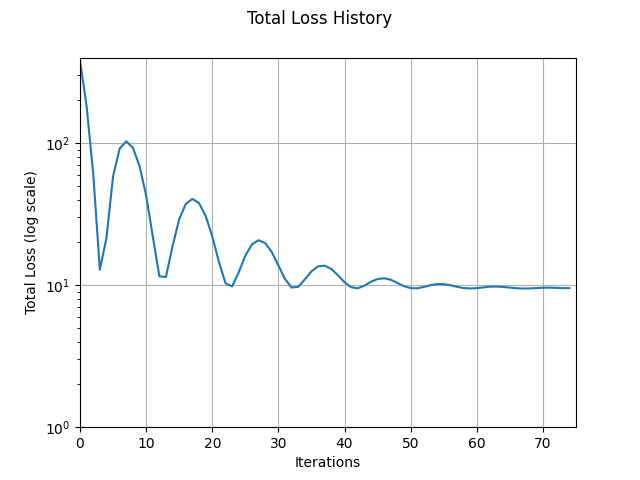 Total Loss History
Total Loss (log scale)
10²
10¹
10⁰
0 10 20 30 40 50 60 70
Iterations